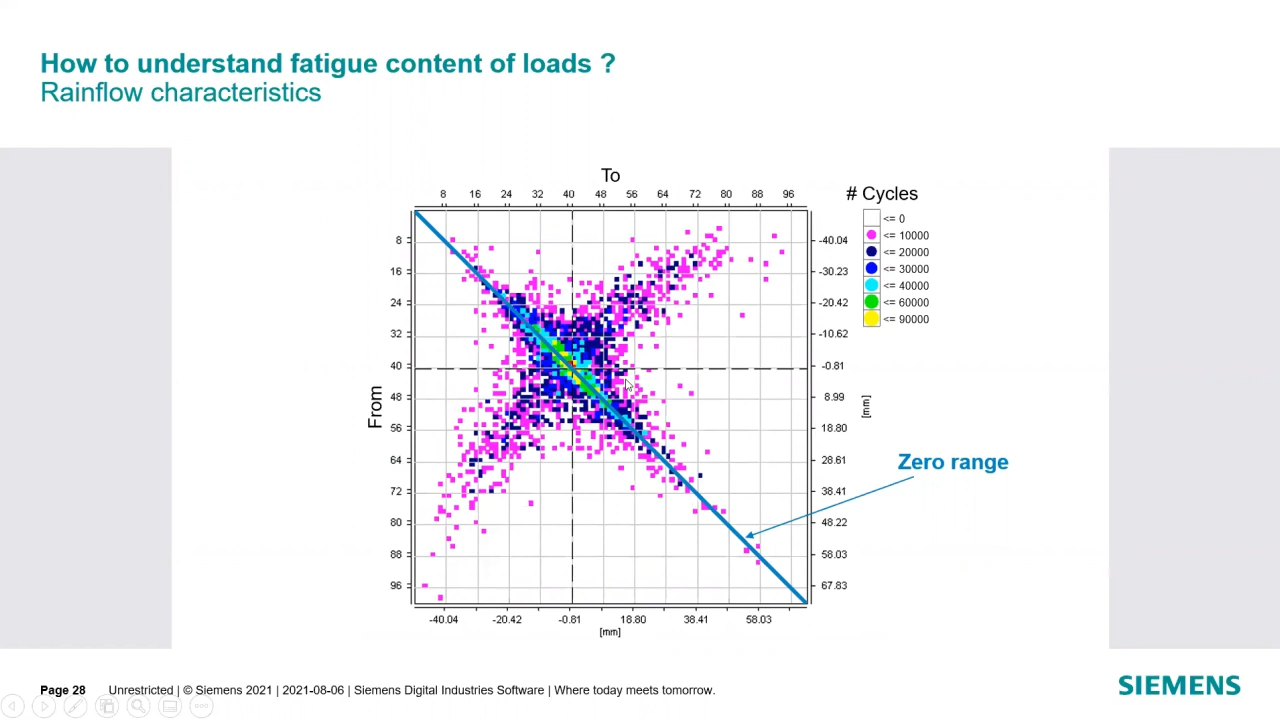 How to understand fatigue content of loads ?
Rainflow characteristics
To
8 16 24 32 40 48 56 64 72 80 88 96
# Cycles
<= 0
<= 10000
<= 20000
<= 30000
<= 40000
<= 60000
<= 90000
From
8
16
24
32
40
48
56
64
72
80
88
96
-40.04
-30.23
-20.42
-10.62
-0.81
8.99
18.80
28.61
38.41
48.22
58.03
67.83
[mm]
Zero range
-40.04 -20.42 -0.81 18.80 38.41 58.03
[mm]
Page 28 Unrestricted | © Siemens 2021 | 2021-08-06 | Siemens Digital Industries Software | Where today meets tomorrow.
SIEMENS